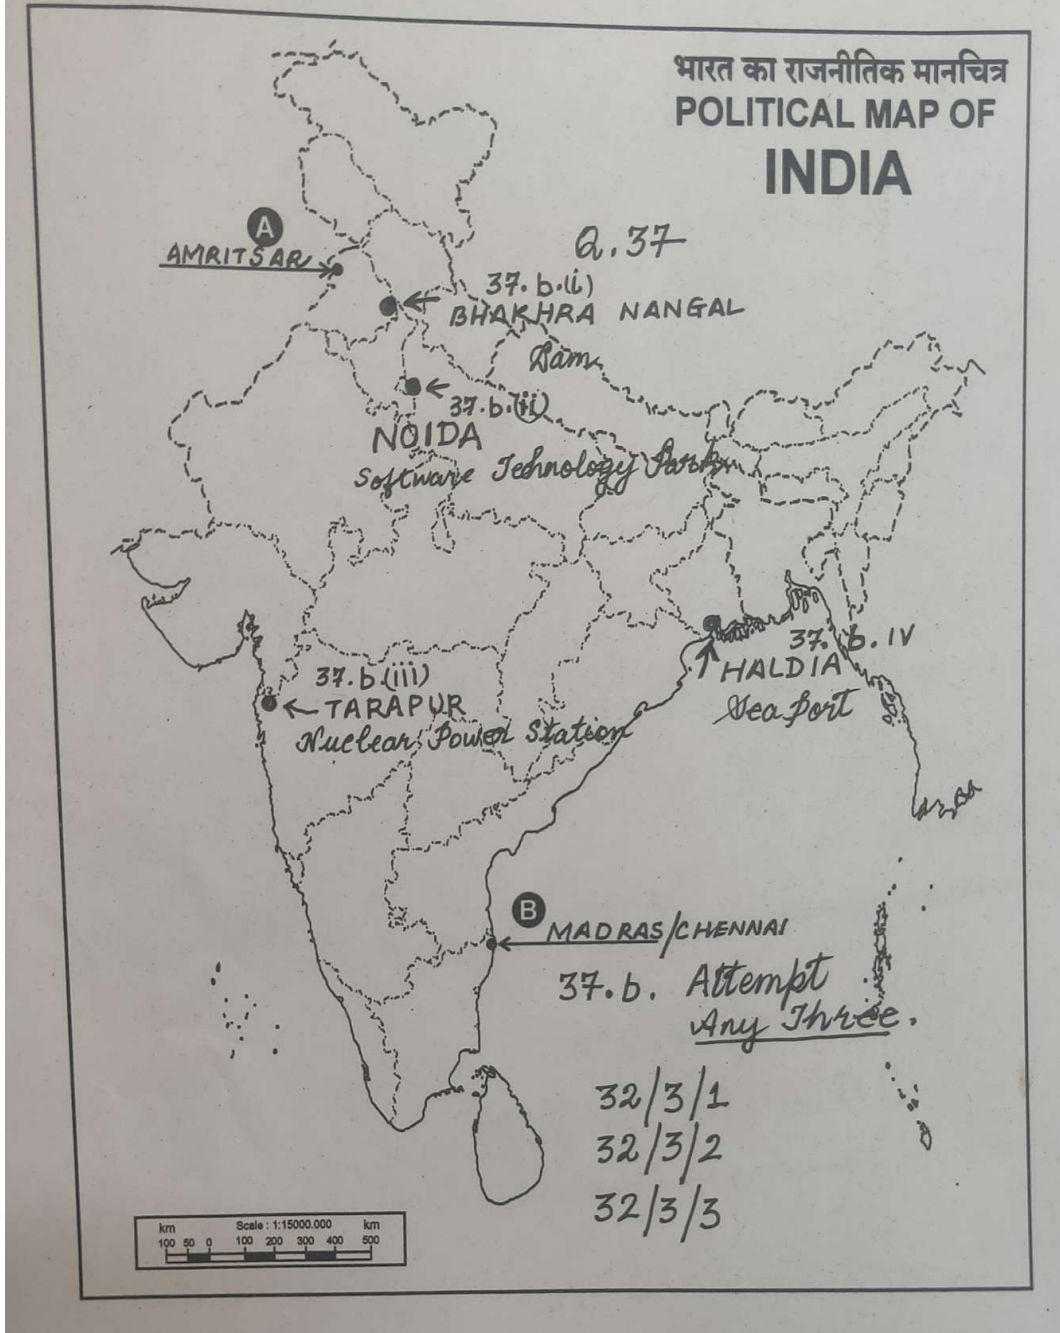 भारत का राजनीतिक मानचित्र
POLITICAL MAP OF
INDIA
A
AMRITSAR
Q.37
37.b.(i)
BHAKHRA NANGAL
Dam
37.b.(ii)
NOIDA
Software Tehnology Park
37.b.(iii)
TARAPUR
Nuclear Power Station
37.b.IV
HALDIA
Sea Port
B
MADRAS/CHENNAI
37.b. Attempt
Any Three.
32/3/1
32/3/2
32/3/3
km Scale : 1:15000.000 km
100 50 0 100 200 300 400 500